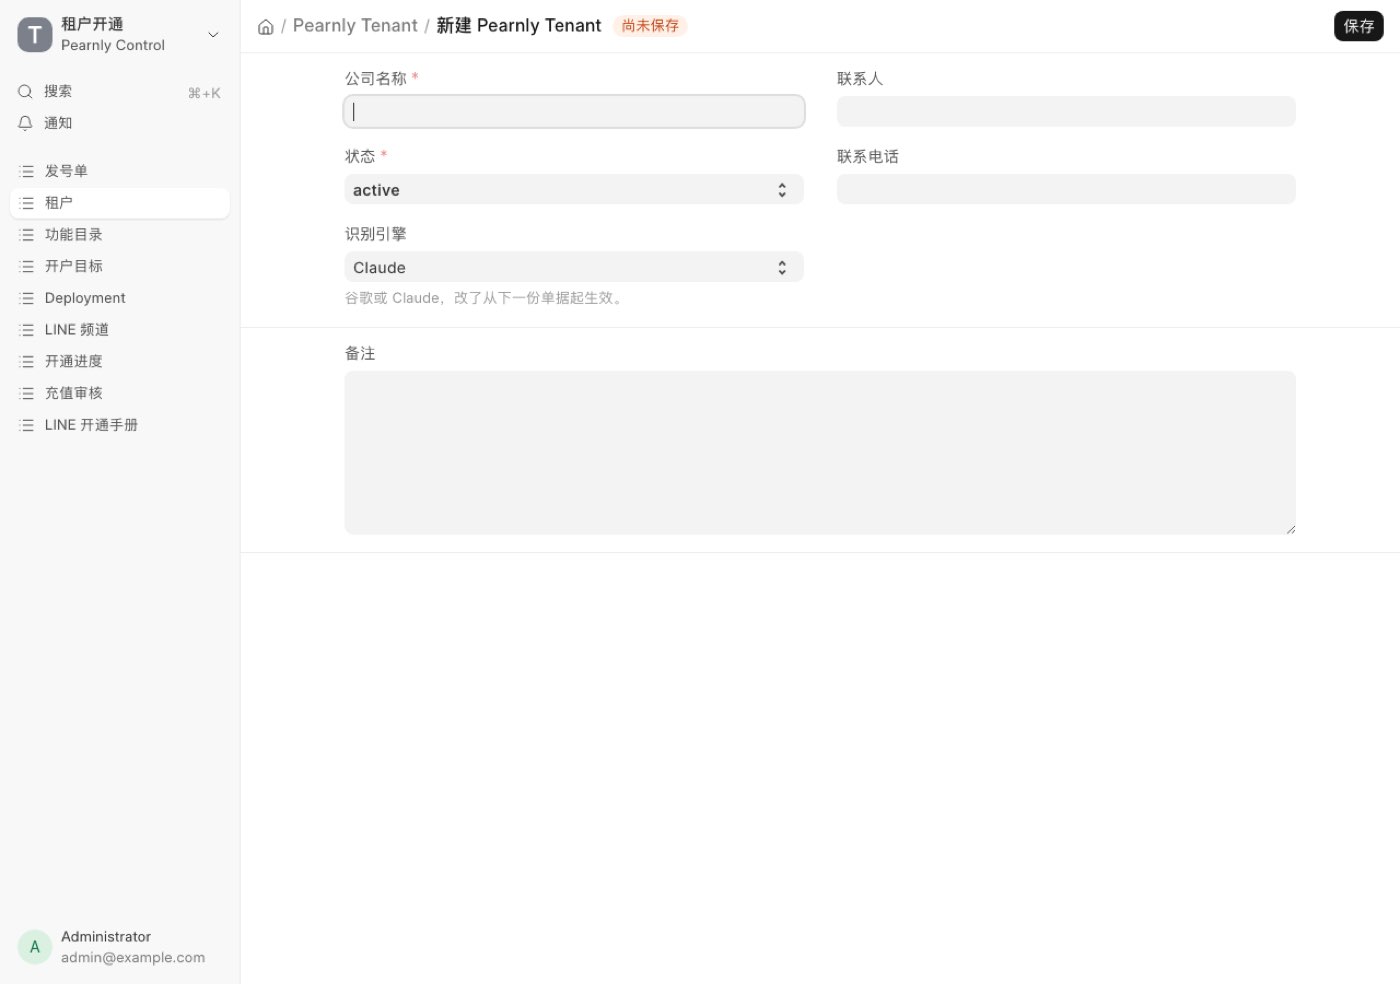 T
租户开通
Pearnly Control
搜索 ⌘+K
通知
发号单
租户
功能目录
开户目标
Deployment
LINE 频道
开通进度
充值审核
LINE 开通手册
A
Administrator
admin@example.com
/ Pearnly Tenant / 新建 Pearnly Tenant 尚未保存
保存
公司名称 *
联系人
状态 *
active
联系电话
识别引擎
Claude
谷歌或 Claude，改了从下一份单据起生效。
备注